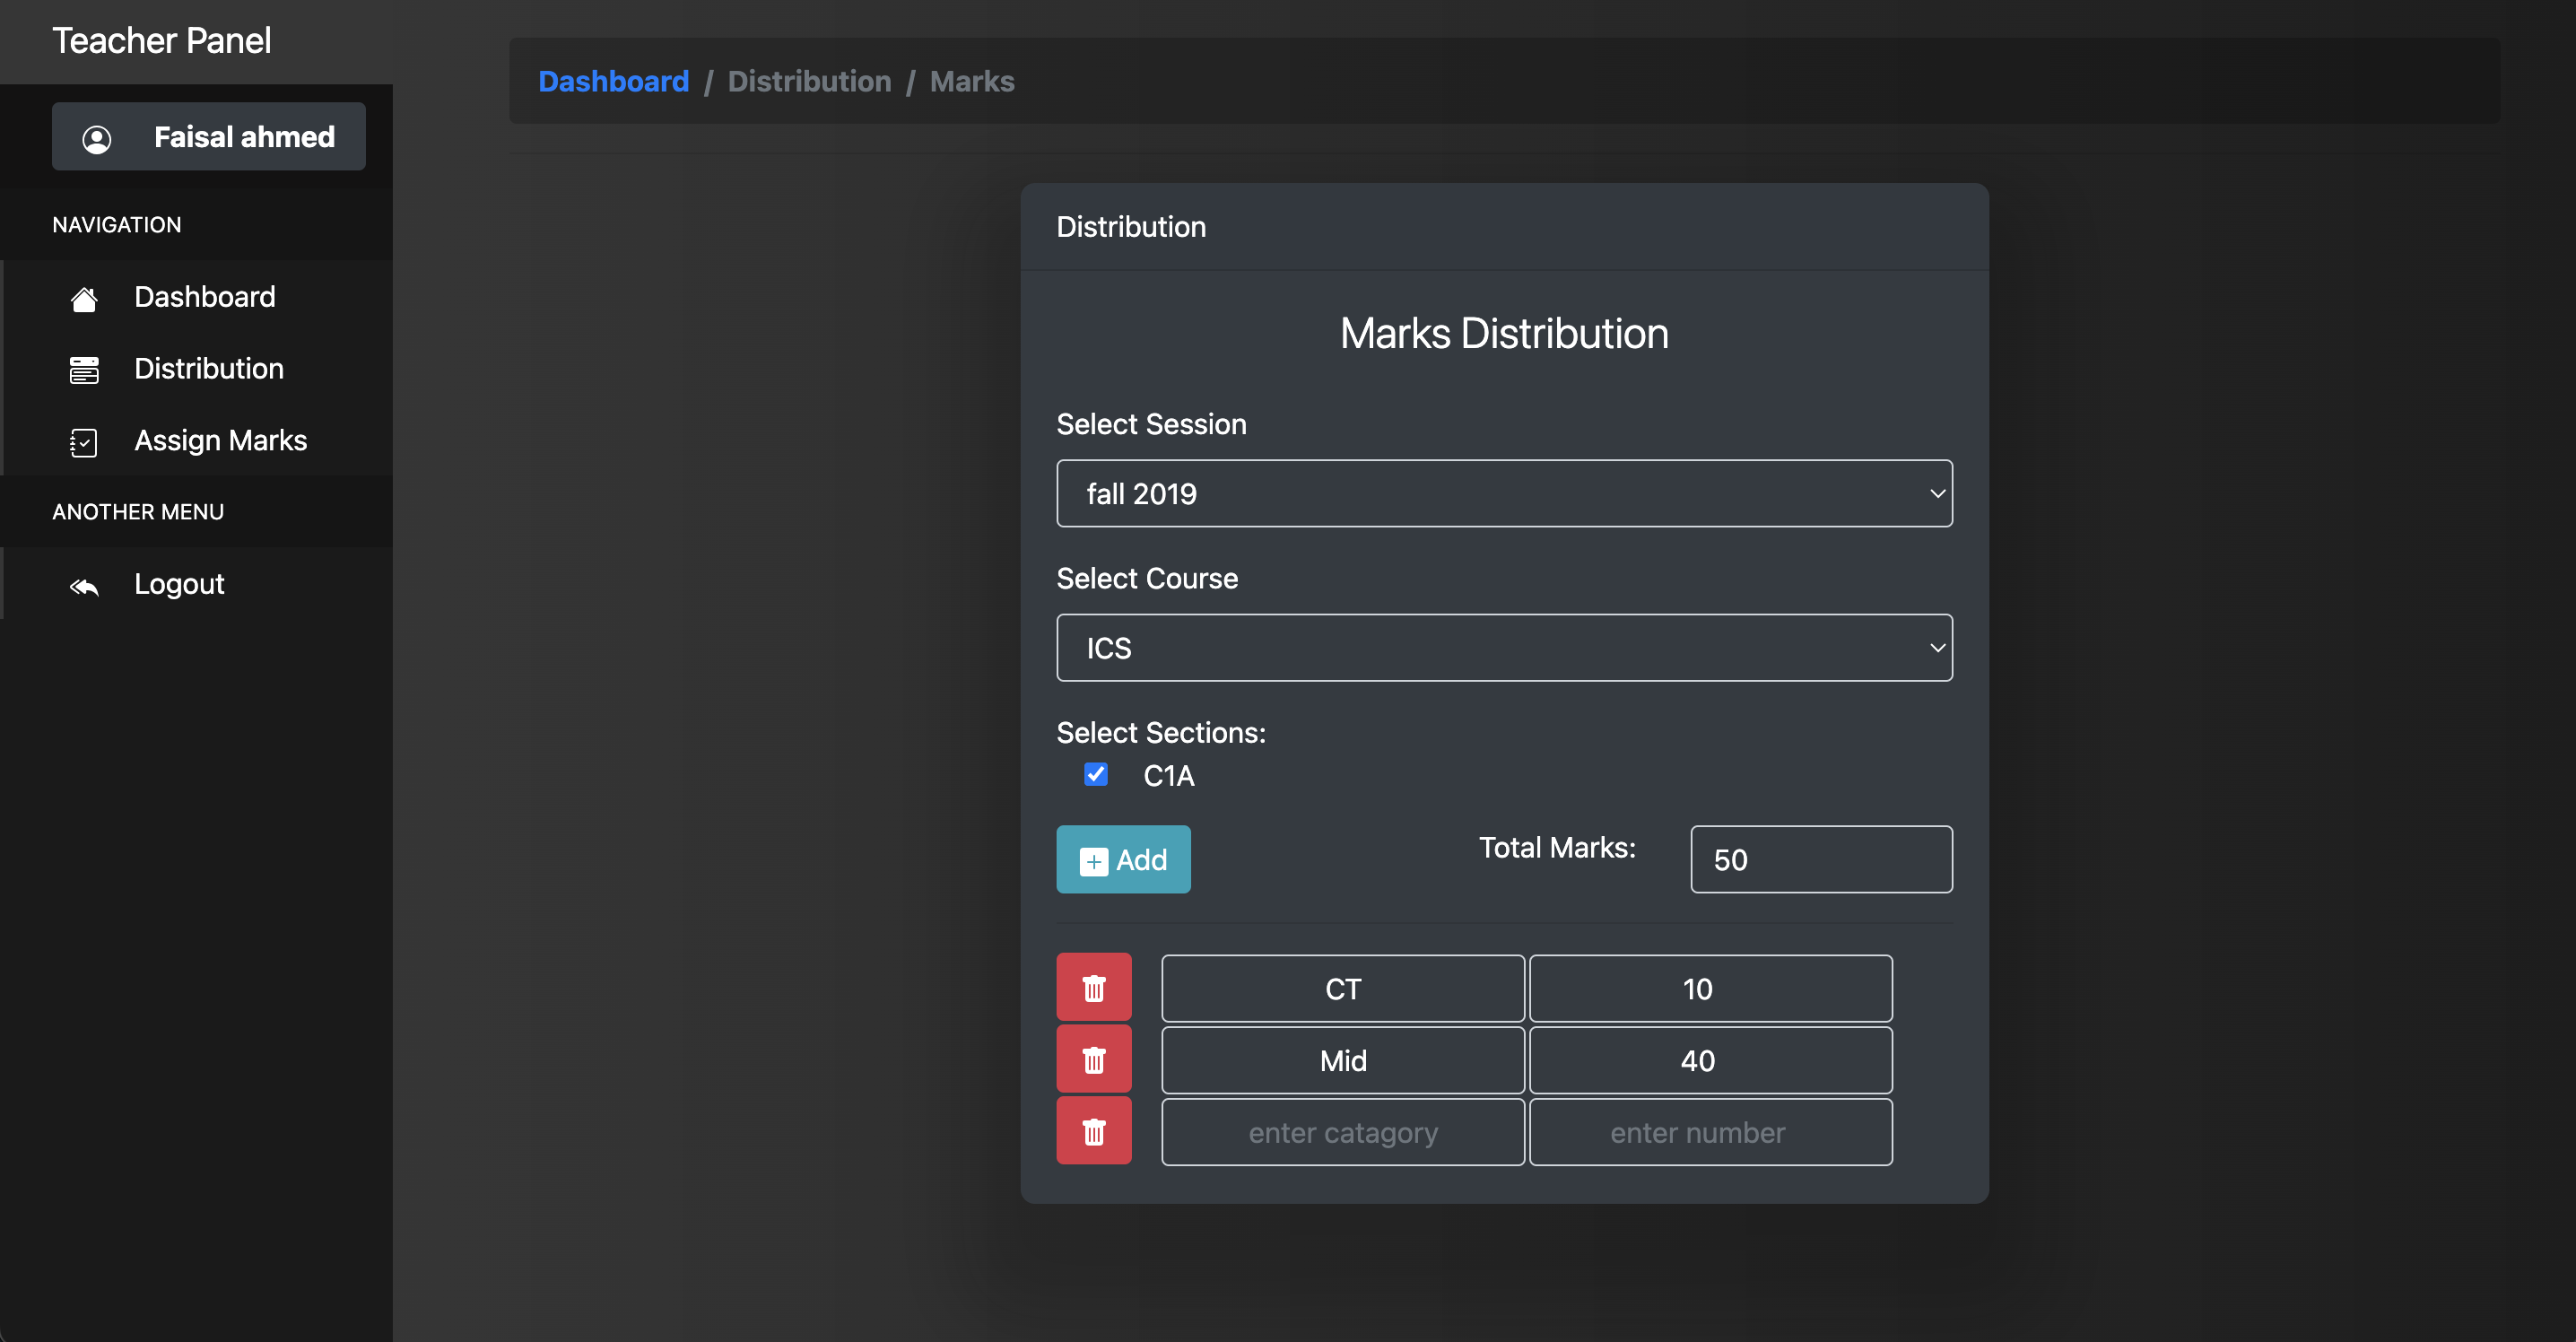 Teacher Panel
Faisal ahmed
NAVIGATION
Dashboard
Distribution
Assign Marks
ANOTHER MENU
Logout
Dashboard / Distribution / Marks
Distribution
Marks Distribution
Select Session
fall 2019
Select Course
ICS
Select Sections:
C1A
Add Total Marks: 50
CT 10
Mid 40
enter catagory enter number